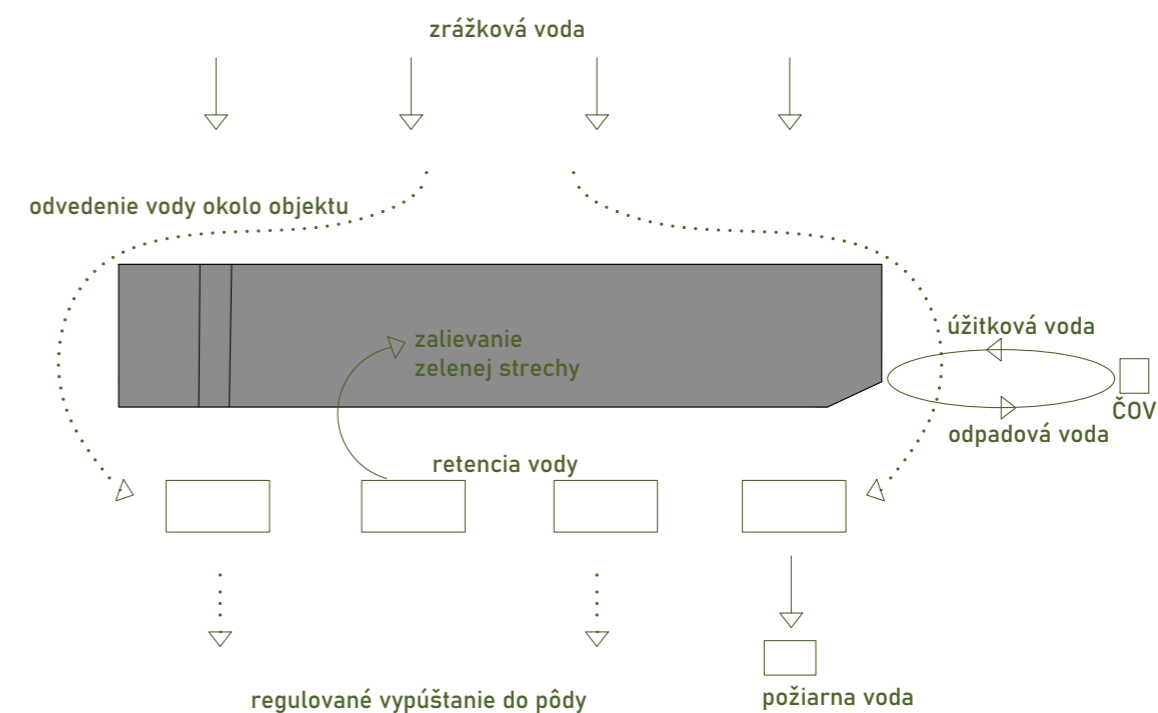 zrážková voda
odvedenie vody okolo objektu
zalievanie
zelenej strechy
úžitková voda
ČOV
odpadová voda
retencia vody
regulované vypúštanie do pôdy
požiarna voda